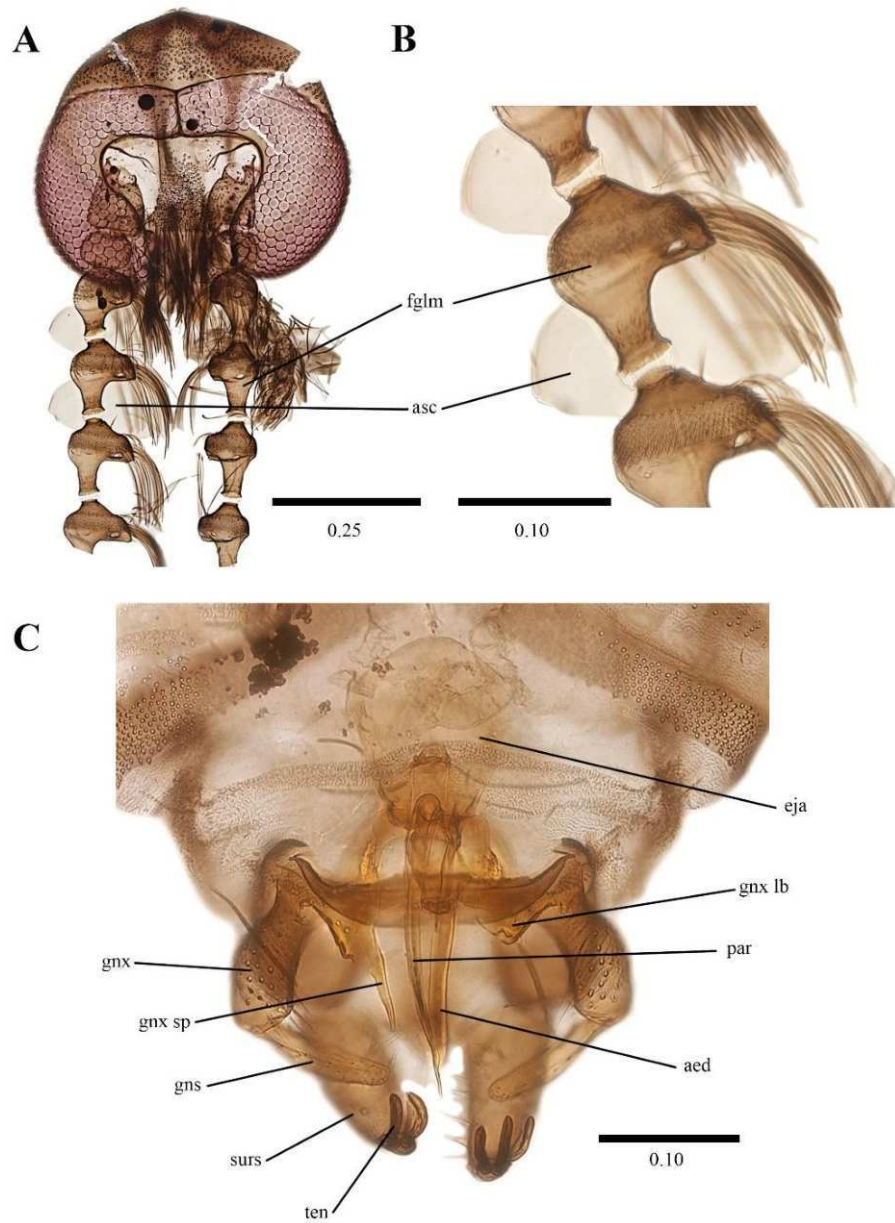 A
B
fglm
asc
0.25
0.10
C
eja
gnx lb
gnx
par
gnx sp
aed
gns
surs
0.10
ten